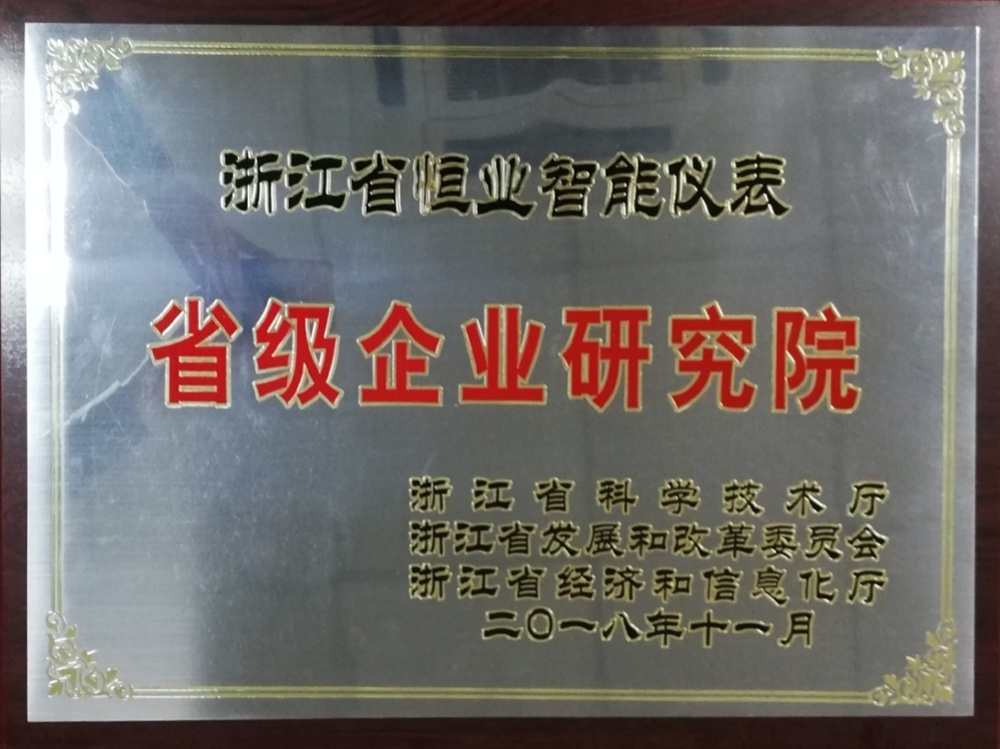 浙江省恒业智能仪表
省级企业研究院
浙江省科学技术厅
浙江省发展和改革委员会
浙江省经济和信息化厅
二〇一八年十一月